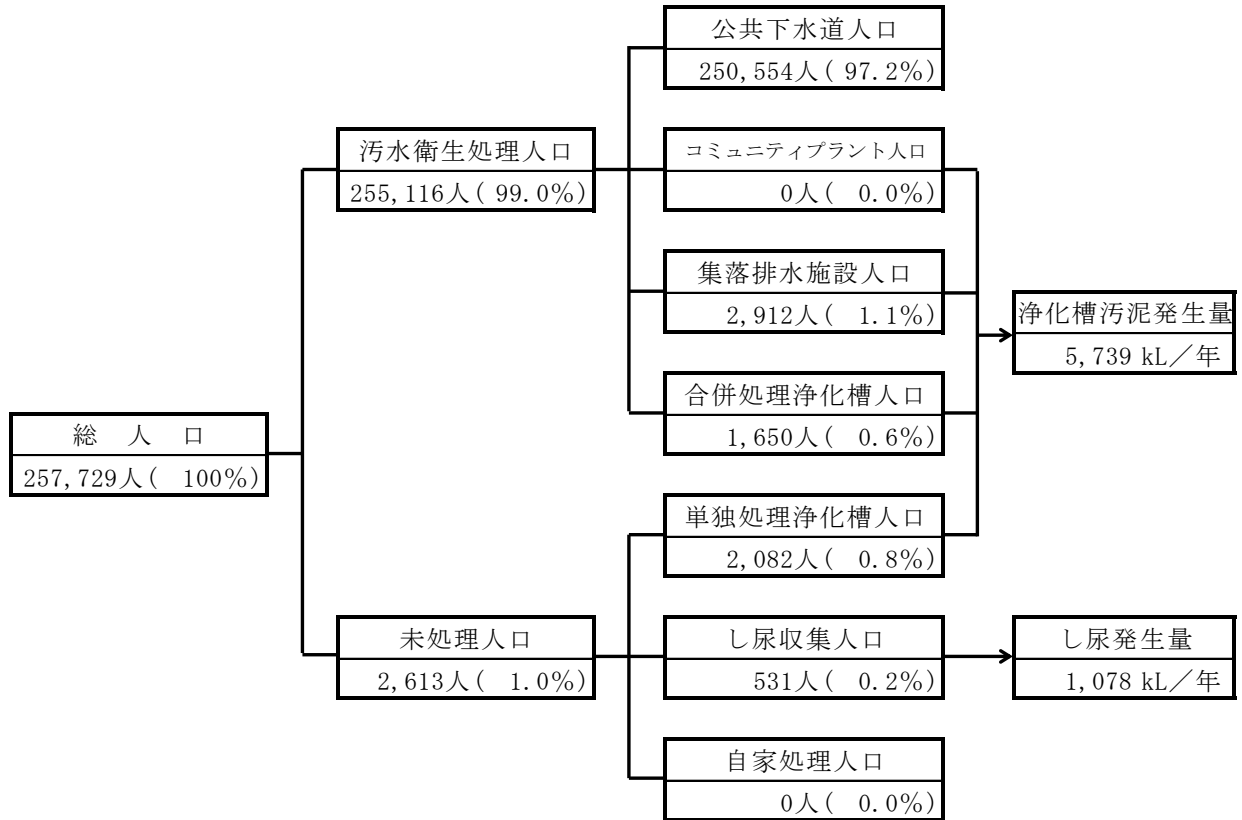 公共下水道人口
250,554人( 97.2%)
汚水衛生処理人口
255,116人( 99.0%)
コミュニティプラント人口
0人( 0.0%)
集落排水施設人口
2,912人( 1.1%)
浄化槽汚泥発生量
5,739 kL／年
合併処理浄化槽人口
1,650人( 0.6%)
総 人 口
257,729人( 100%)
単独処理浄化槽人口
2,082人( 0.8%)
未処理人口
2,613人( 1.0%)
し尿収集人口
531人( 0.2%)
し尿発生量
1,078 kL／年
自家処理人口
0人( 0.0%)